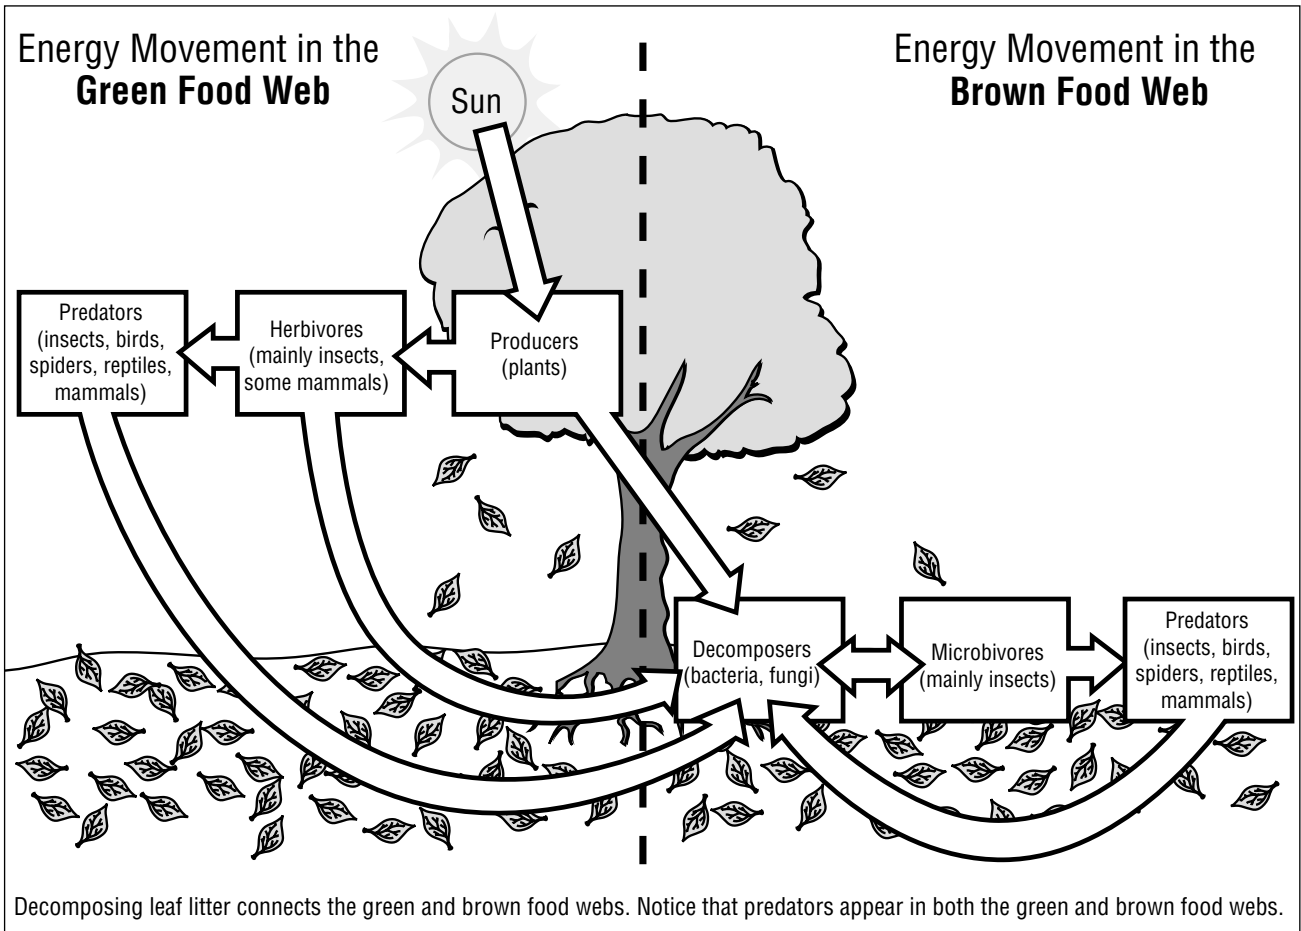 Energy Movement in the
Green Food Web
Sun
Energy Movement in the
Brown Food Web
Predators
(insects, birds,
spiders, reptiles,
mammals)
Herbivores
(mainly insects,
some mammals)
Producers
(plants)
Decomposers
(bacteria, fungi)
Microbivores
(mainly insects)
Predators
(insects, birds,
spiders, reptiles,
mammals)
Decomposing leaf litter connects the green and brown food webs. Notice that predators appear in both the green and brown food webs.